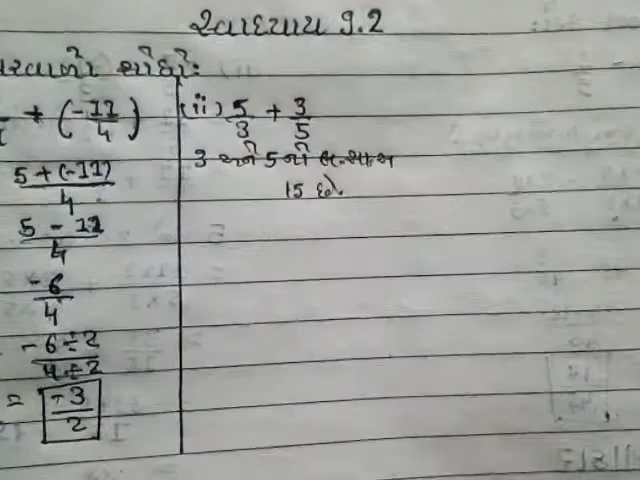 સ્વાધ્યાય 9.2
સરવાળો શોધો:
+ (-11/4)
5 + (-11) / 4
5 - 11 / 4
-6 / 4
-6 ÷ 2 / 4 ÷ 2
= -3 / 2
(ii) 5/3 + 3/5
3 અને 5 નો લ.સા.અ
15 છે.